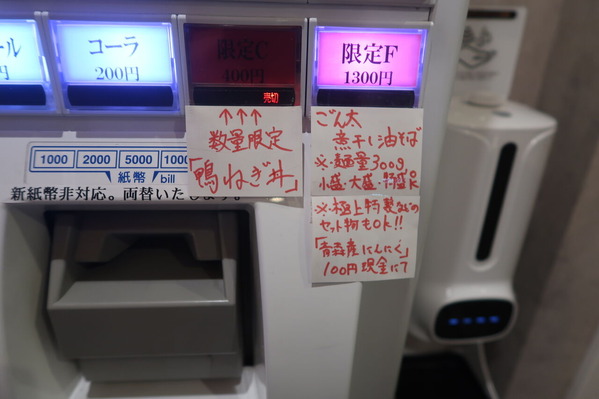 ール
コーラ
200円
限定C
400円
売切
限定F
1300円
↑↑↑
数量限定
「鴨ねぎ丼」
ごん太
煮干し油そば
※・麺量300g
小盛・大盛・特盛OK
※・極上特製などの
セット物もOK!!
「青森産にんにく」
100円現金にて
1000 2000 5000 1000
紙幣 bill
新紙幣非対応。両替いたします。